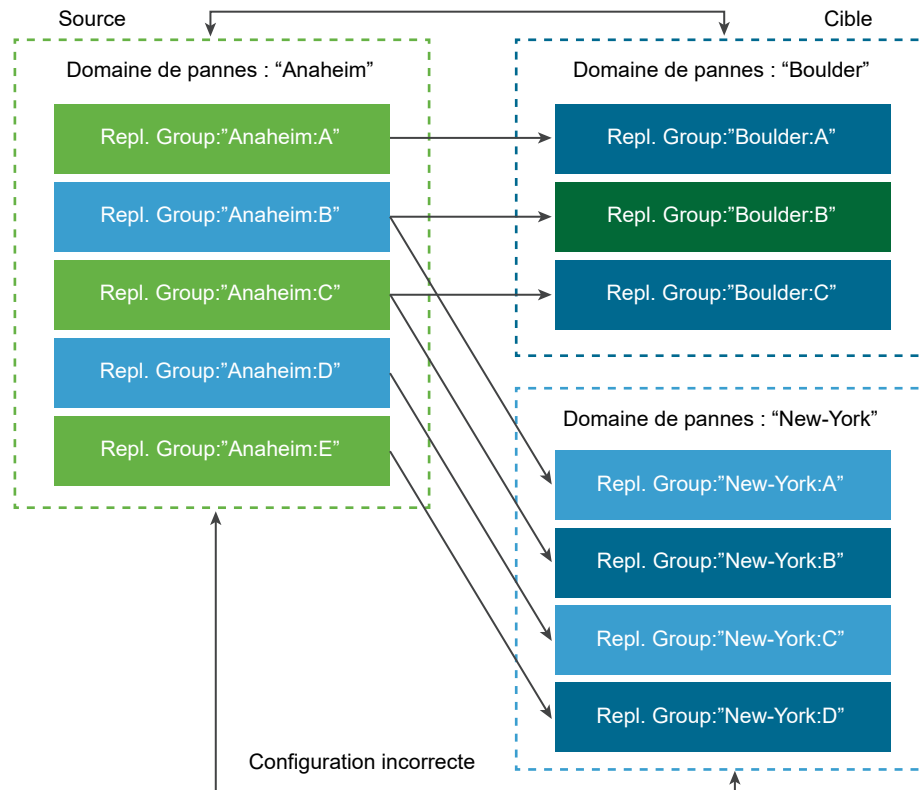 Source
Cible
Domaine de pannes : “Anaheim”
Repl. Group:”Anaheim:A”
Repl. Group:”Anaheim:B”
Repl. Group:”Anaheim:C”
Repl. Group:”Anaheim:D”
Repl. Group:”Anaheim:E”
Domaine de pannes : “Boulder”
Repl. Group:”Boulder:A”
Repl. Group:”Boulder:B”
Repl. Group:”Boulder:C”
Domaine de pannes : “New-York”
Repl. Group:”New-York:A”
Repl. Group:”New-York:B”
Repl. Group:”New-York:C”
Repl. Group:”New-York:D”
Configuration incorrecte